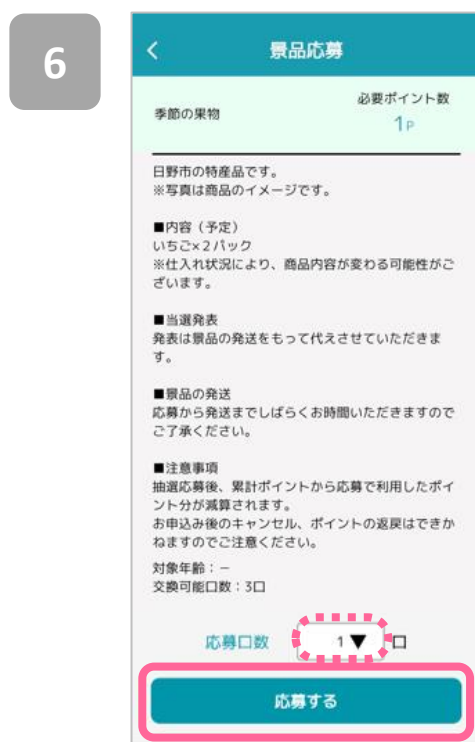 6
景品応募
季節の果物
必要ポイント数
1P
日野市の特産品です。
※写真は商品のイメージです。
■内容（予定）
いちご×2パック
※仕入れ状況により、商品内容が変わる可能性がご
ざいます。
■当選発表
発表は景品の発送をもって代えさせていただきま
す。
■景品の発送
応募から発送までしばらくお時間いただきますので
ご了承ください。
■注意事項
抽選応募後、累計ポイントから応募で利用したポイ
ント分が減算されます。
お申込み後のキャンセル、ポイントの返戻はできか
ねますのでご注意ください。
対象年齢：－
交換可能口数：3口
応募口数 1▼ 口
応募する